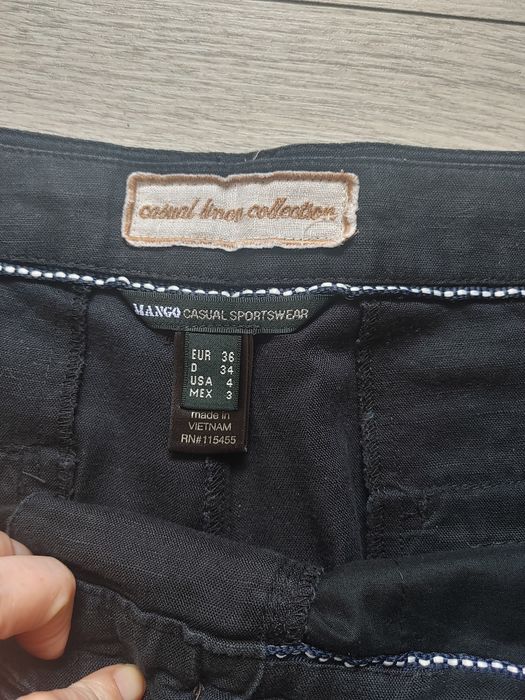 casual linen collection
MANGO CASUAL SPORTSWEAR
EUR 36
D 34
USA 4
MEX 3
made in
VIETNAM
RN#115455